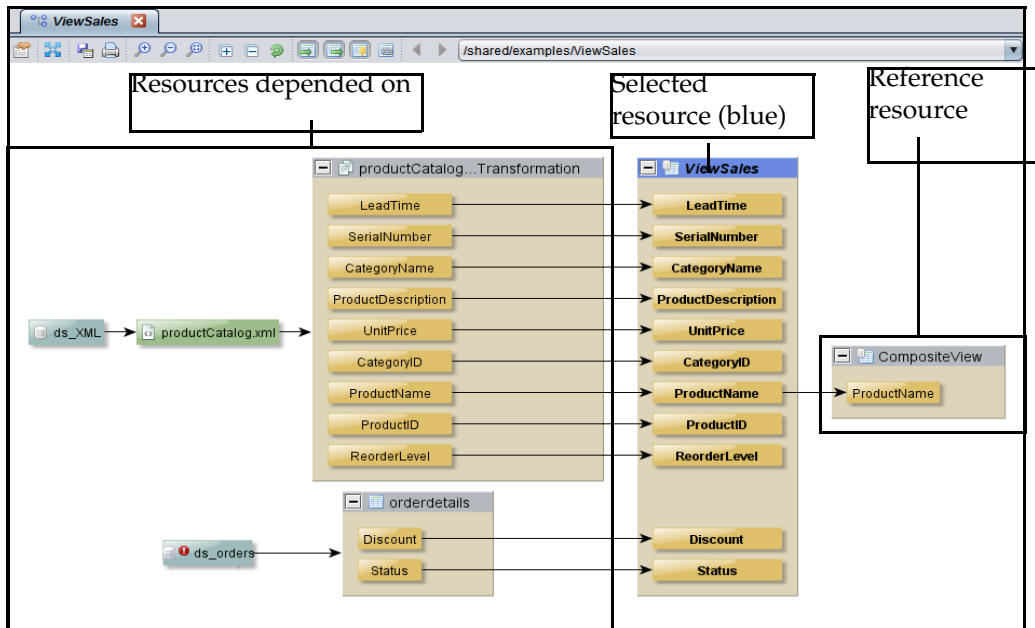 ViewSales
/shared/examples/ViewSales
Resources depended on
Selected
resource (blue)
Reference
resource
productCatalog...Transformation
LeadTime
SerialNumber
CategoryName
ProductDescription
UnitPrice
CategoryID
ProductName
ProductID
ReorderLevel
ds_XML
productCatalog.xml
orderdetails
Discount
Status
ds_orders
ViewSales
LeadTime
SerialNumber
CategoryName
ProductDescription
UnitPrice
CategoryID
ProductName
ProductID
ReorderLevel
Discount
Status
CompositeView
ProductName